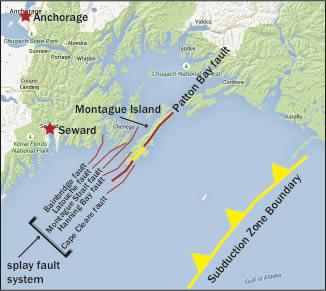 Anchorage
Anchorage
Valdez
Chugach State Park
Alyeska
Sunrise
Portage
Whittier
Tatitlek
Chugach National Forest
Cooper
Landing
Cordova
Patton Bay fault
Montague Island
Katalla
Seward
Chenega
Kenai Fjords
National Park
Bainbridge fault
Latouche fault
Montague Strait fault
Hanning Bay fault
Cape Cleare fault
splay fault
system
Subduction Zone Boundary
Gulf of Alaska